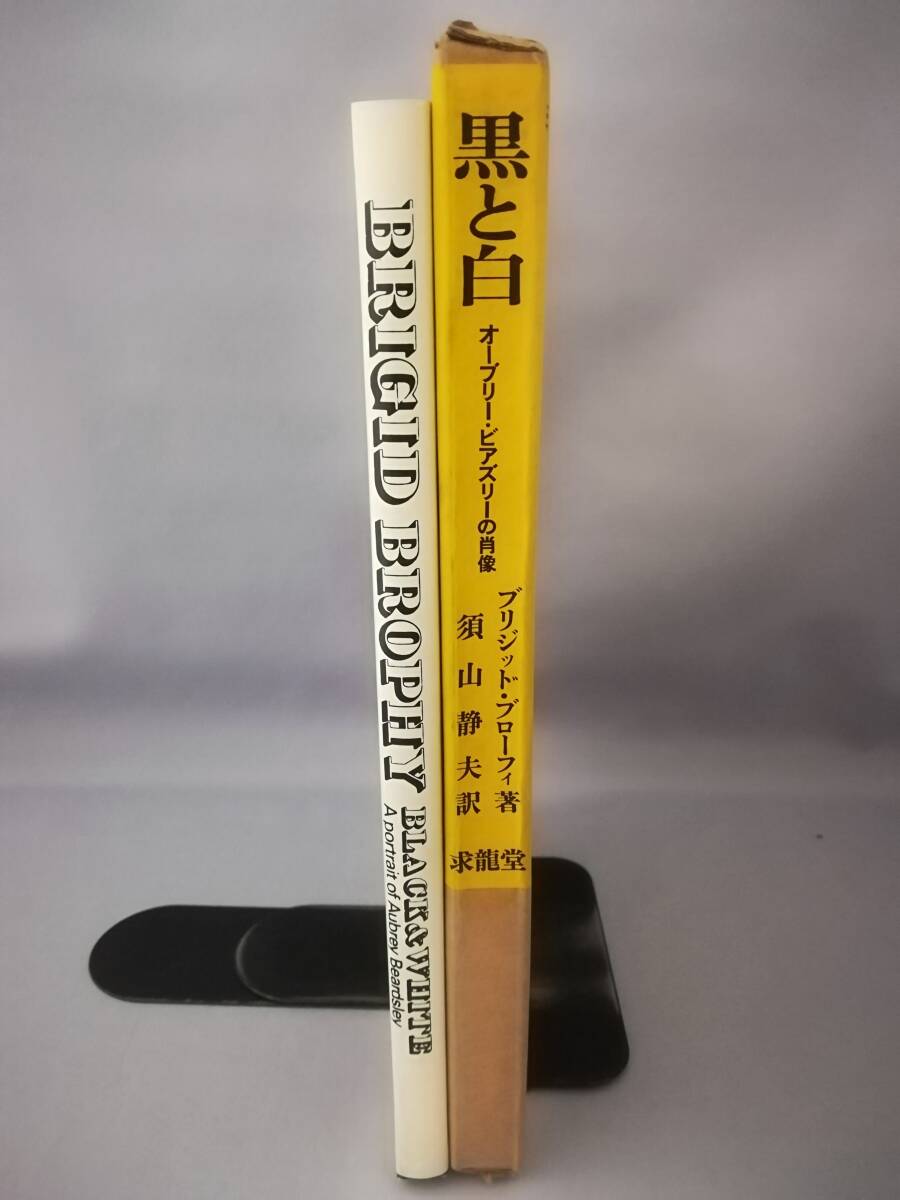 BRIGID BROPHY
BLACK & WHITE
A portrait of Aubrey Beardsley
黒と白
オーブリー・ビアズリーの肖像
ブリジッド・ブローフィ著
須山静夫訳
求龍堂